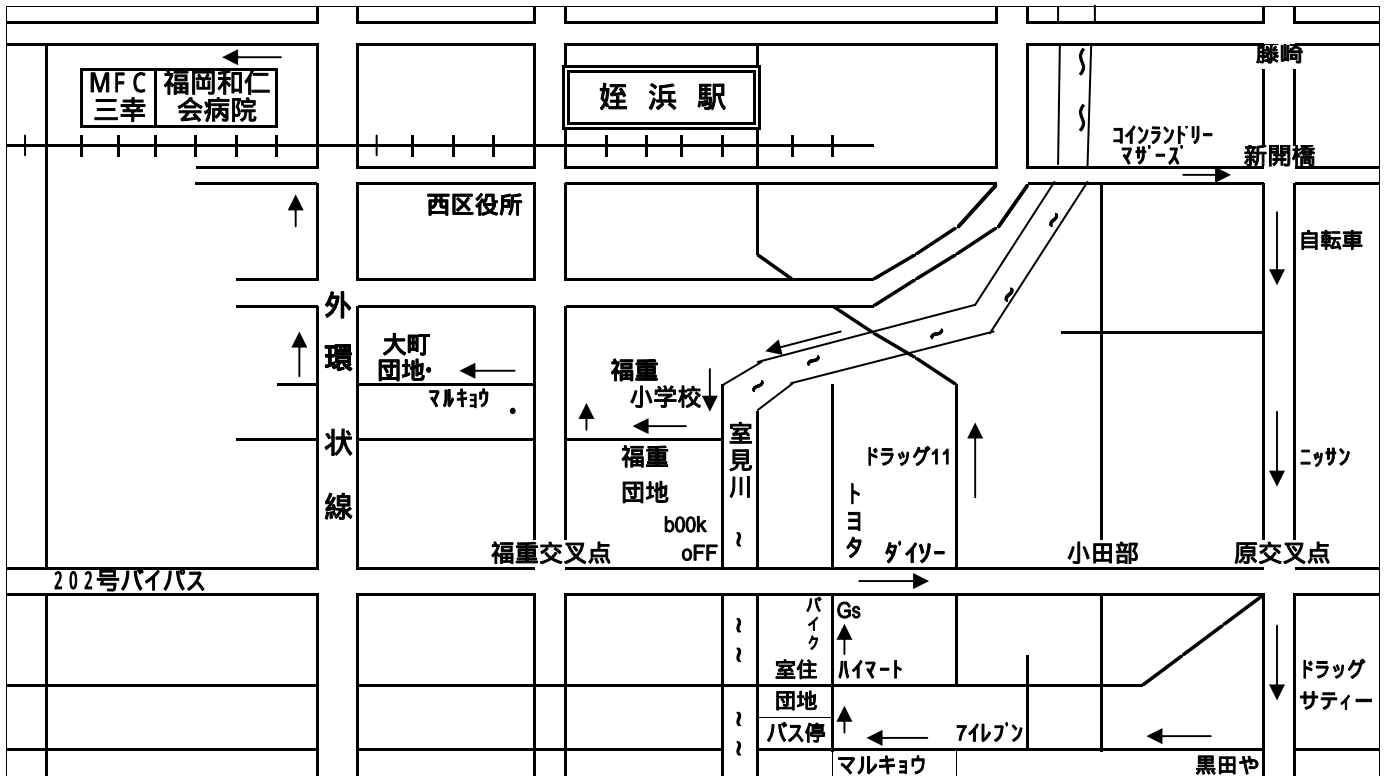 藤崎
ＭＦＣ
三幸
福岡和仁
会病院
姪浜駅
コインランドリー
マザーズ
新開橋
西区役所
自転車
外環状線
大町
団地・
マルキョウ
福重
小学校
福重
団地
室見川
ドラッグ11
ニッサン
トヨタ
b00k
oFF
福重交叉点
ダイソー
小田部
原交叉点
202号バイパス
バイク
Gs
室住
団地
バス停
ハイマート
ドラッグ
サティー
7イレブン
マルキョウ
黒田や